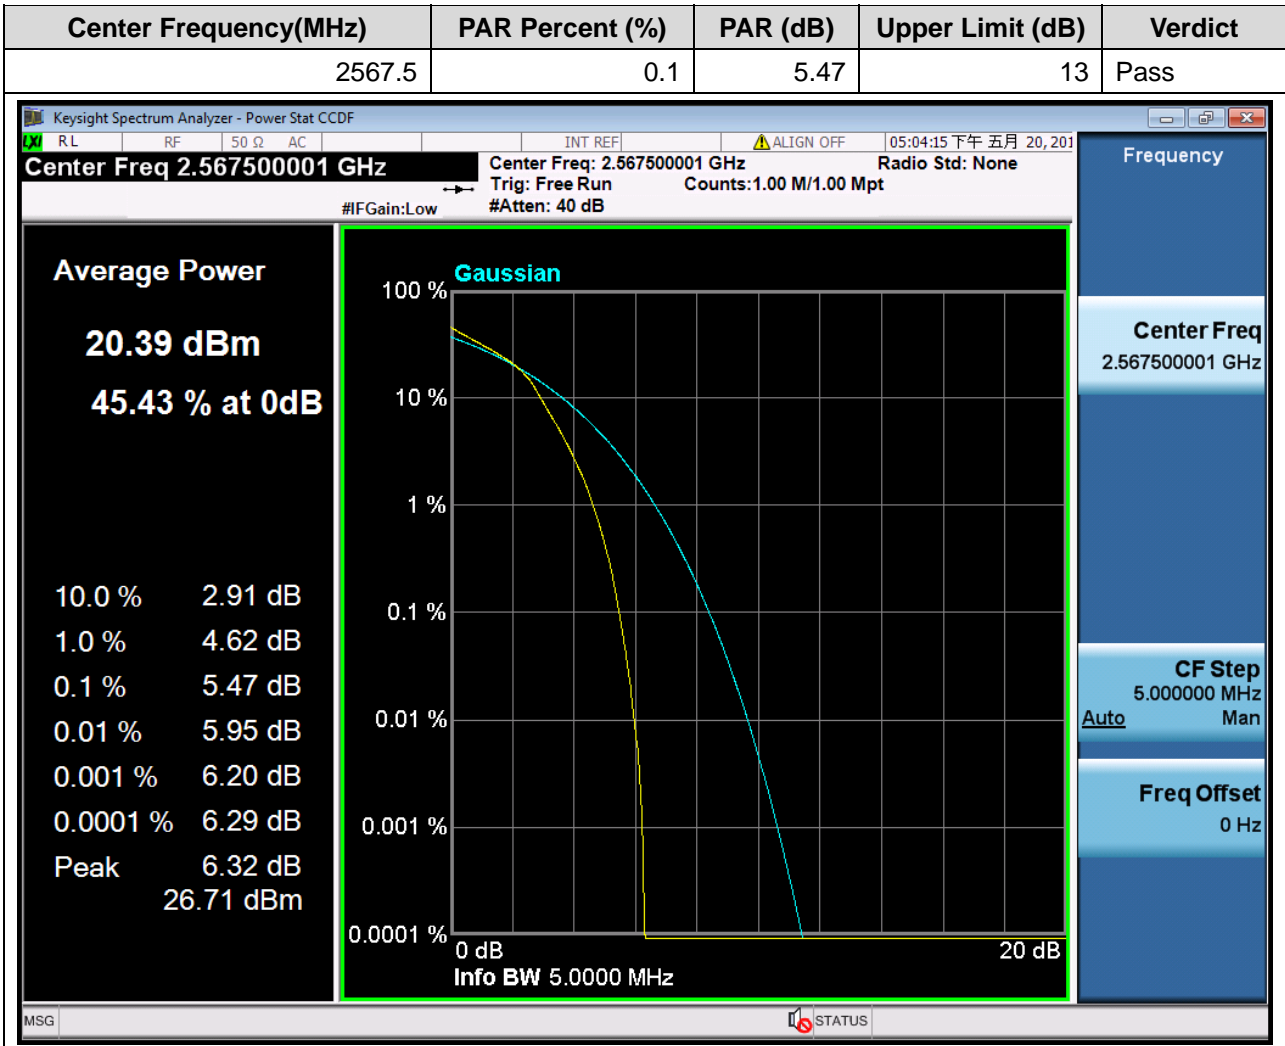 Center Frequency(MHz) PAR Percent (%) PAR (dB) Upper Limit (dB) Verdict
2567.5 0.1 5.47 13 Pass
Keysight Spectrum Analyzer - Power Stat CCDF
LXI RL RF 50 Ω AC INT REF ALIGN OFF 05:04:15 下午 五月 20, 201
Center Freq 2.567500001 GHz
#IFGain:Low
Center Freq: 2.567500001 GHz Radio Std: None
Trig: Free Run Counts:1.00 M/1.00 Mpt
#Atten: 40 dB
Average Power
20.39 dBm
45.43 % at 0dB
10.0 % 2.91 dB
1.0 % 4.62 dB
0.1 % 5.47 dB
0.01 % 5.95 dB
0.001 % 6.20 dB
0.0001 % 6.29 dB
Peak 6.32 dB
26.71 dBm
Gaussian
100 %
10 %
1 %
0.1 %
0.01 %
0.001 %
0.0001 %
0 dB 20 dB
Info BW 5.0000 MHz
Frequency
Center Freq
2.567500001 GHz
CF Step
5.000000 MHz
Auto Man
Freq Offset
0 Hz
MSG STATUS